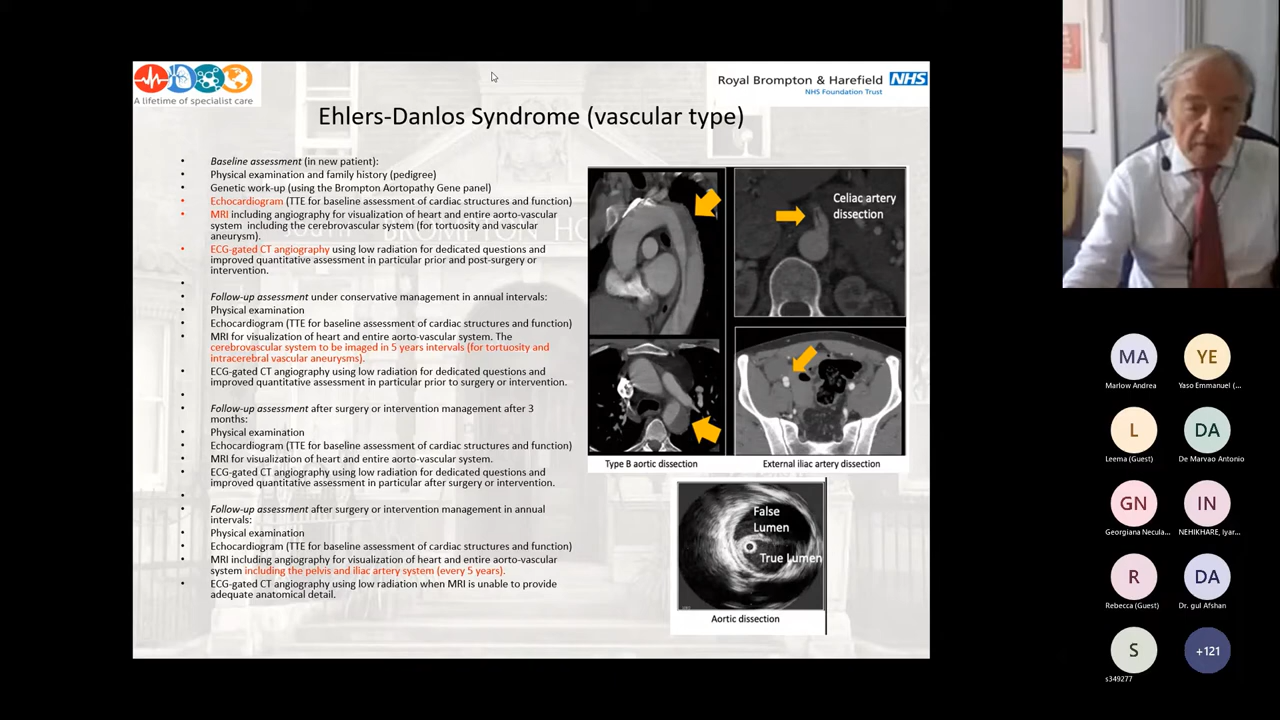 A lifetime of specialist care
Royal Brompton & Harefield NHS
NHS Foundation Trust
Ehlers-Danlos Syndrome (vascular type)
• Baseline assessment (in new patient):
• Physical examination and family history (pedigree)
• Genetic work-up (using the Brompton Aortopathy Gene panel)
• Echocardiogram (TTE for baseline assessment of cardiac structures and function)
• MRI including angiography for visualization of heart and entire aorto-vascular
system including the cerebrovascular system (for tortuosity and vascular
aneurysm).
• ECG-gated CT angiography using low radiation for dedicated questions and
improved quantitative assessment in particular prior and post-surgery or
intervention.
•
• Follow-up assessment under conservative management in annual intervals:
• Physical examination
• Echocardiogram (TTE for baseline assessment of cardiac structures and function)
• MRI for visualization of heart and entire aorto-vascular system. The
cerebrovascular system to be imaged in 5 years intervals (for tortuosity and
intracerebral vascular aneurysms).
• ECG-gated CT angiography using low radiation for dedicated questions and
improved quantitative assessment in particular prior to surgery or intervention.
•
• Follow-up assessment after surgery or intervention management after 3
months:
• Physical examination
• Echocardiogram (TTE for baseline assessment of cardiac structures and function)
• MRI for visualization of heart and entire aorto-vascular system.
• ECG-gated CT angiography using low radiation for dedicated questions and
improved quantitative assessment in particular after surgery or intervention.
•
• Follow-up assessment after surgery or intervention management in annual
intervals:
• Physical examination
• Echocardiogram (TTE for baseline assessment of cardiac structures and function)
• MRI including angiography for visualization of heart and entire aorto-vascular
system including the pelvis and iliac artery system (every 5 years).
• ECG-gated CT angiography using low radiation when MRI is unable to provide
adequate anatomical detail.
Celiac artery
dissection
Type B aortic dissection
External iliac artery dissection
False
Lumen
True Lumen
Aortic dissection
MA
Marlow Andrea
YE
Yaso Emmanuel (...
L
Leema (Guest)
DA
De Marvao Antonio
GN
Georgiana Necula...
IN
NEHIKHARE, Iyar...
R
Rebecca (Guest)
DA
Dr. gul Afshan
S
s349277
+121